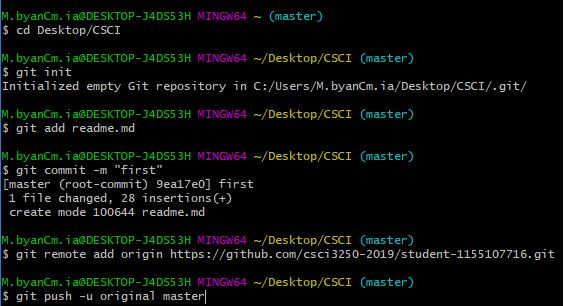 M.byanCm.ia@DESKTOP-J4DS53H MINGW64 ~ (master)
$ cd Desktop/CSCI
M.byanCm.ia@DESKTOP-J4DS53H MINGW64 ~/Desktop/CSCI (master)
$ git init
Initialized empty Git repository in C:/Users/M.byanCm.ia/Desktop/CSCI/.git/
M.byanCm.ia@DESKTOP-J4DS53H MINGW64 ~/Desktop/CSCI (master)
$ git add readme.md
M.byanCm.ia@DESKTOP-J4DS53H MINGW64 ~/Desktop/CSCI (master)
$ git commit -m "first"
[master (root-commit) 9ea17e0] first
1 file changed, 28 insertions(+)
create mode 100644 readme.md
M.byanCm.ia@DESKTOP-J4DS53H MINGW64 ~/Desktop/CSCI (master)
$ git remote add origin https://github.com/csci3250-2019/student-1155107716.git
M.byanCm.ia@DESKTOP-J4DS53H MINGW64 ~/Desktop/CSCI (master)
$ git push -u original master